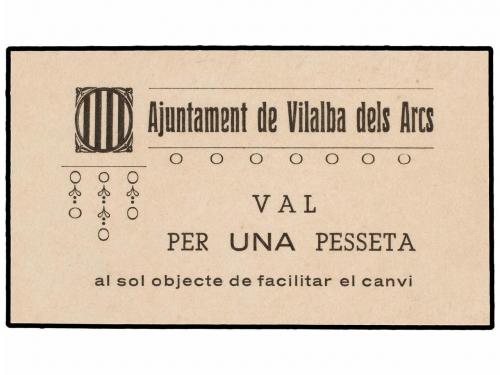 Ajuntament de Vilalba dels Arcs
VAL
PER UNA PESSETA
al sol objecte de facilitar el canvi